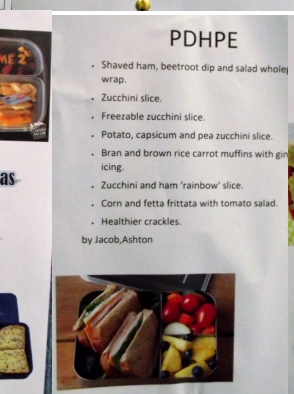 ME 2
as
PDHPE
• Shaved ham, beetroot dip and salad
wrap.
• Zucchini slice.
• Freezable zucchini slice.
• Potato, capsicum and pea zucchini slice.
• Bran and brown rice carrot muffins with
icing.
• Zucchini and ham 'rainbow' slice.
• Corn and fetta frittata with tomato salad.
• Healthier crackles.
by Jacob,Ashton